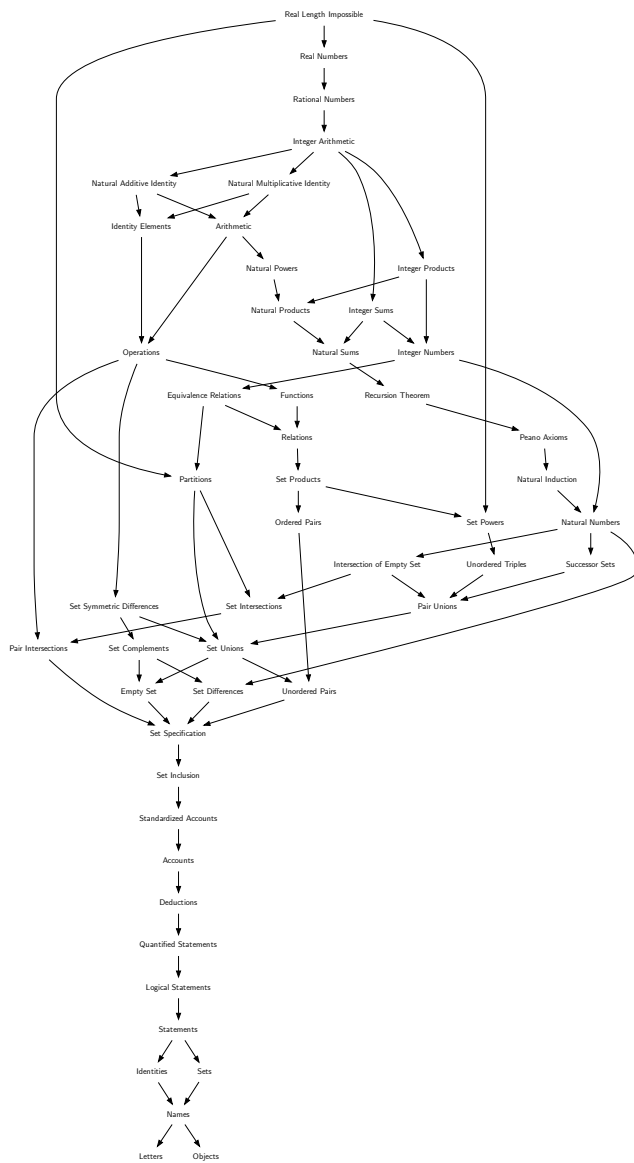 Real Length Impossible
Real Numbers
Rational Numbers
Integer Arithmetic
Natural Additive Identity
Natural Multiplicative Identity
Identity Elements
Arithmetic
Natural Powers
Integer Products
Natural Products
Integer Sums
Operations
Natural Sums
Integer Numbers
Equivalence Relations
Functions
Recursion Theorem
Relations
Peano Axioms
Partitions
Set Products
Natural Induction
Ordered Pairs
Set Powers
Natural Numbers
Intersection of Empty Set
Unordered Triples
Successor Sets
Set Symmetric Differences
Set Intersections
Pair Unions
Pair Intersections
Set Complements
Set Unions
Empty Set
Set Differences
Unordered Pairs
Set Specification
Set Inclusion
Standardized Accounts
Accounts
Deductions
Quantified Statements
Logical Statements
Statements
Identities
Sets
Names
Letters
Objects